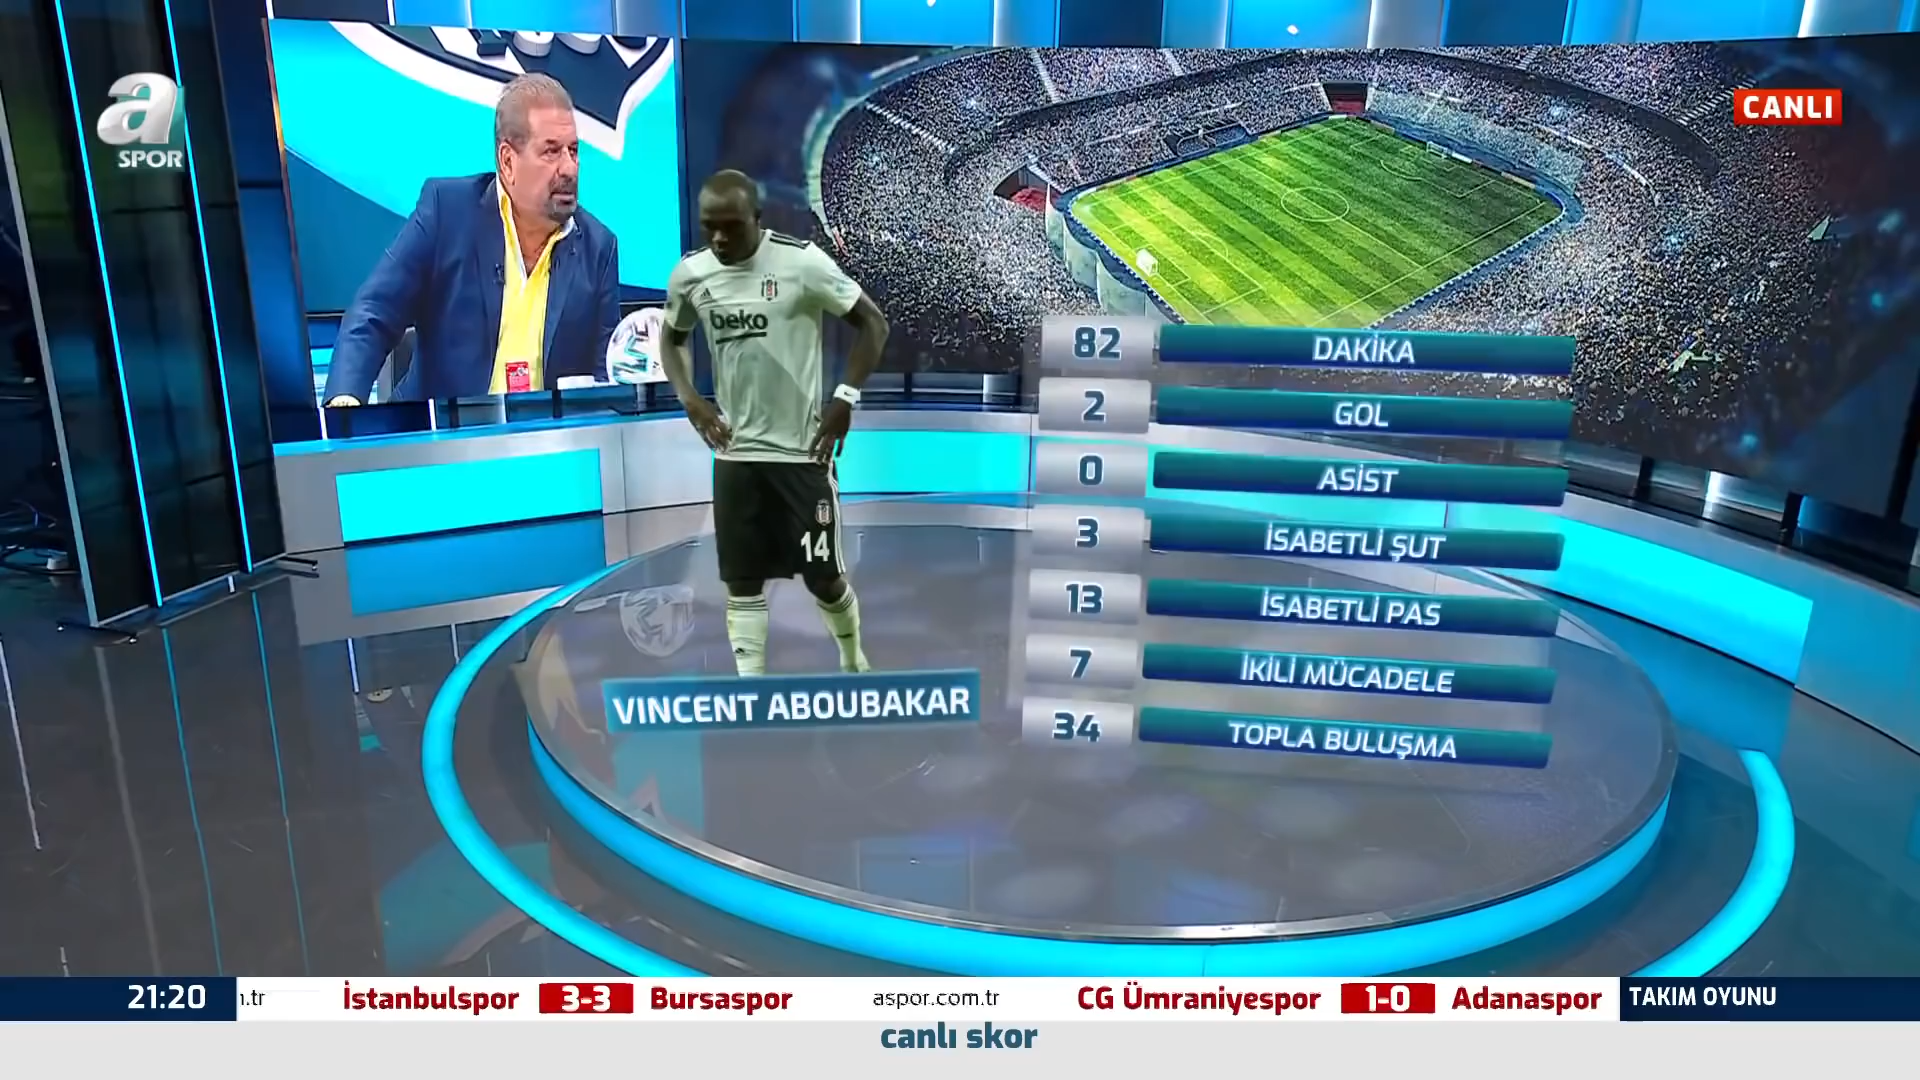 a
SPOR
CANLI
beko
14
VINCENT ABOUBAKAR
82 DAKİKA
2 GOL
0 ASİST
3 İSABETLİ ŞUT
13 İSABETLİ PAS
7 İKİLİ MÜCADELE
34 TOPLA BULUŞMA
21:20 .tr İstanbulspor 3-3 Bursaspor aspor.com.tr CG Ümraniyespor 1-0 Adanaspor TAKIM OYUNU
canlı skor